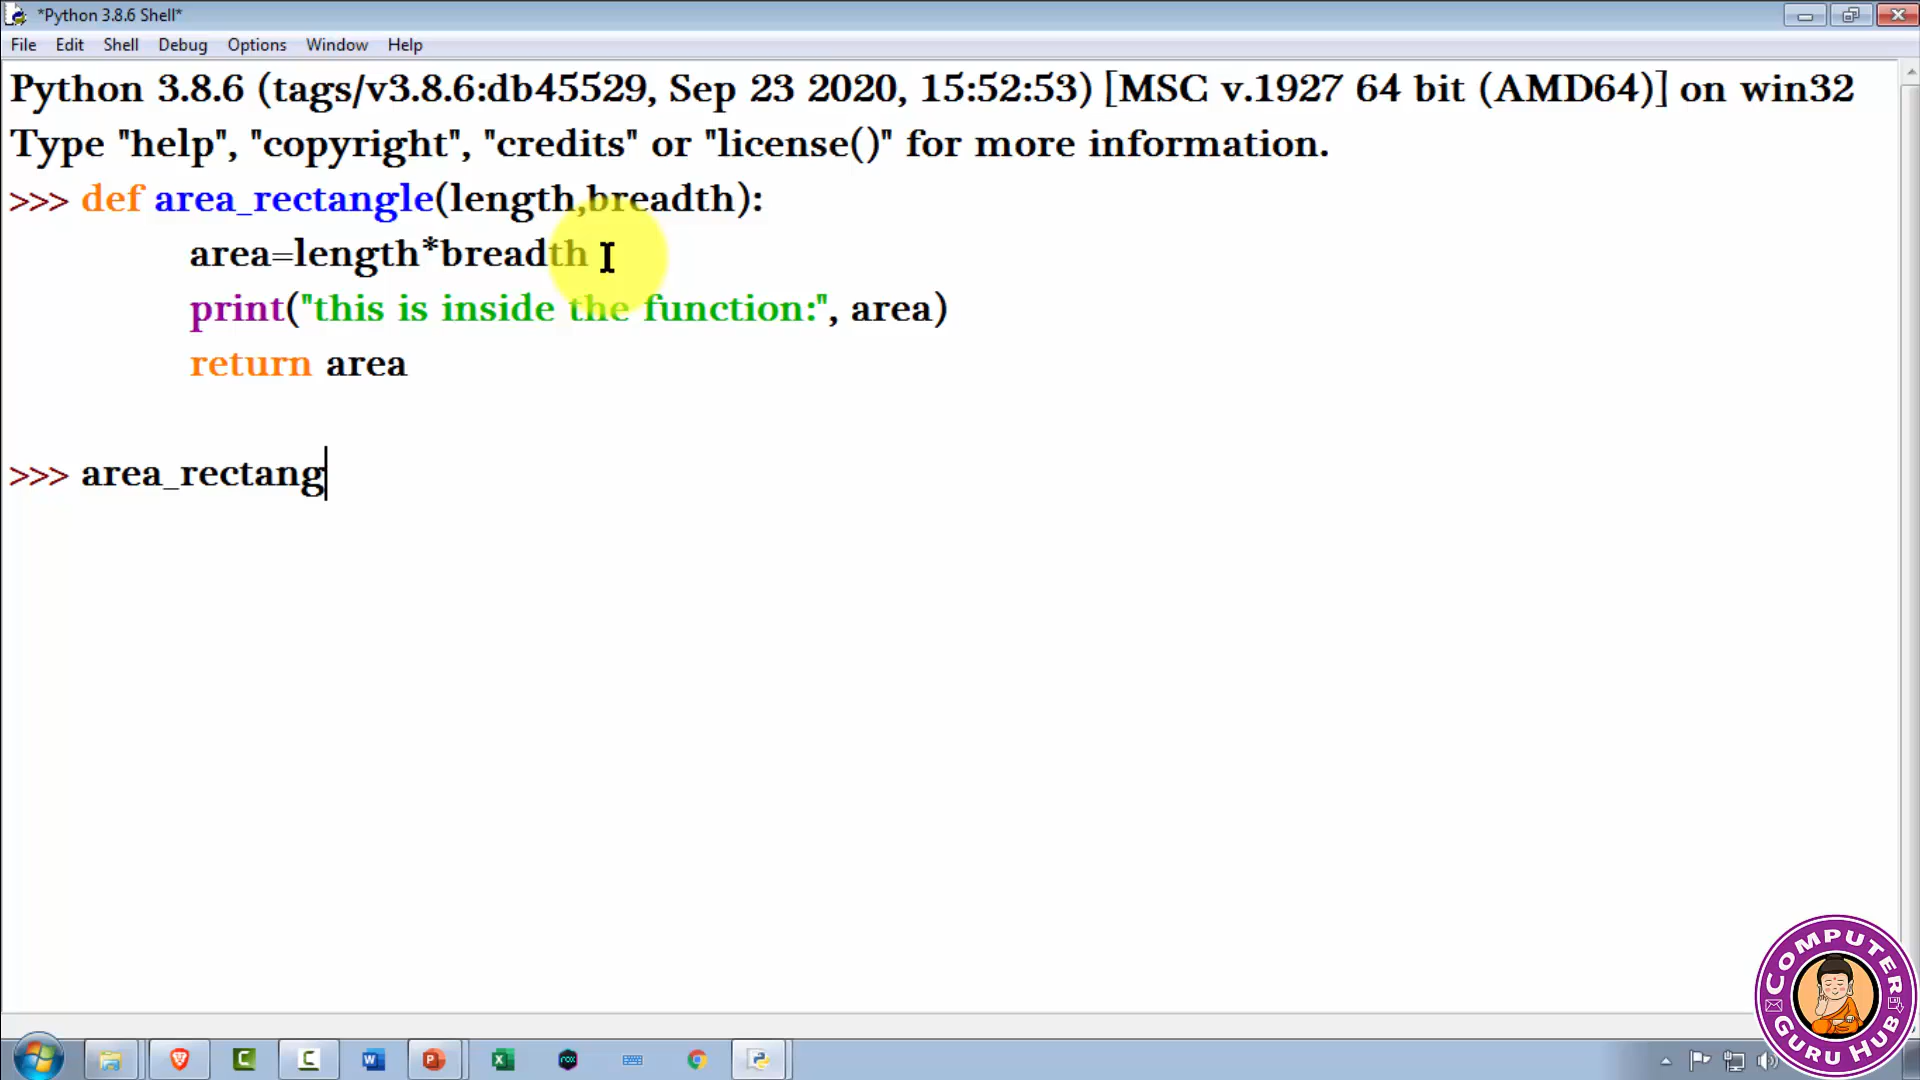 *Python 3.8.6 Shell*
File Edit Shell Debug Options Window Help
Python 3.8.6 (tags/v3.8.6:db45529, Sep 23 2020, 15:52:53) [MSC v.1927 64 bit (AMD64)] on win32
Type "help", "copyright", "credits" or "license()" for more information.
>>> def area_rectangle(length,breadth):
area=length*breadth
print("this is inside the function:", area)
return area
>>> area_rectang
COMPUTER
GURU HUB